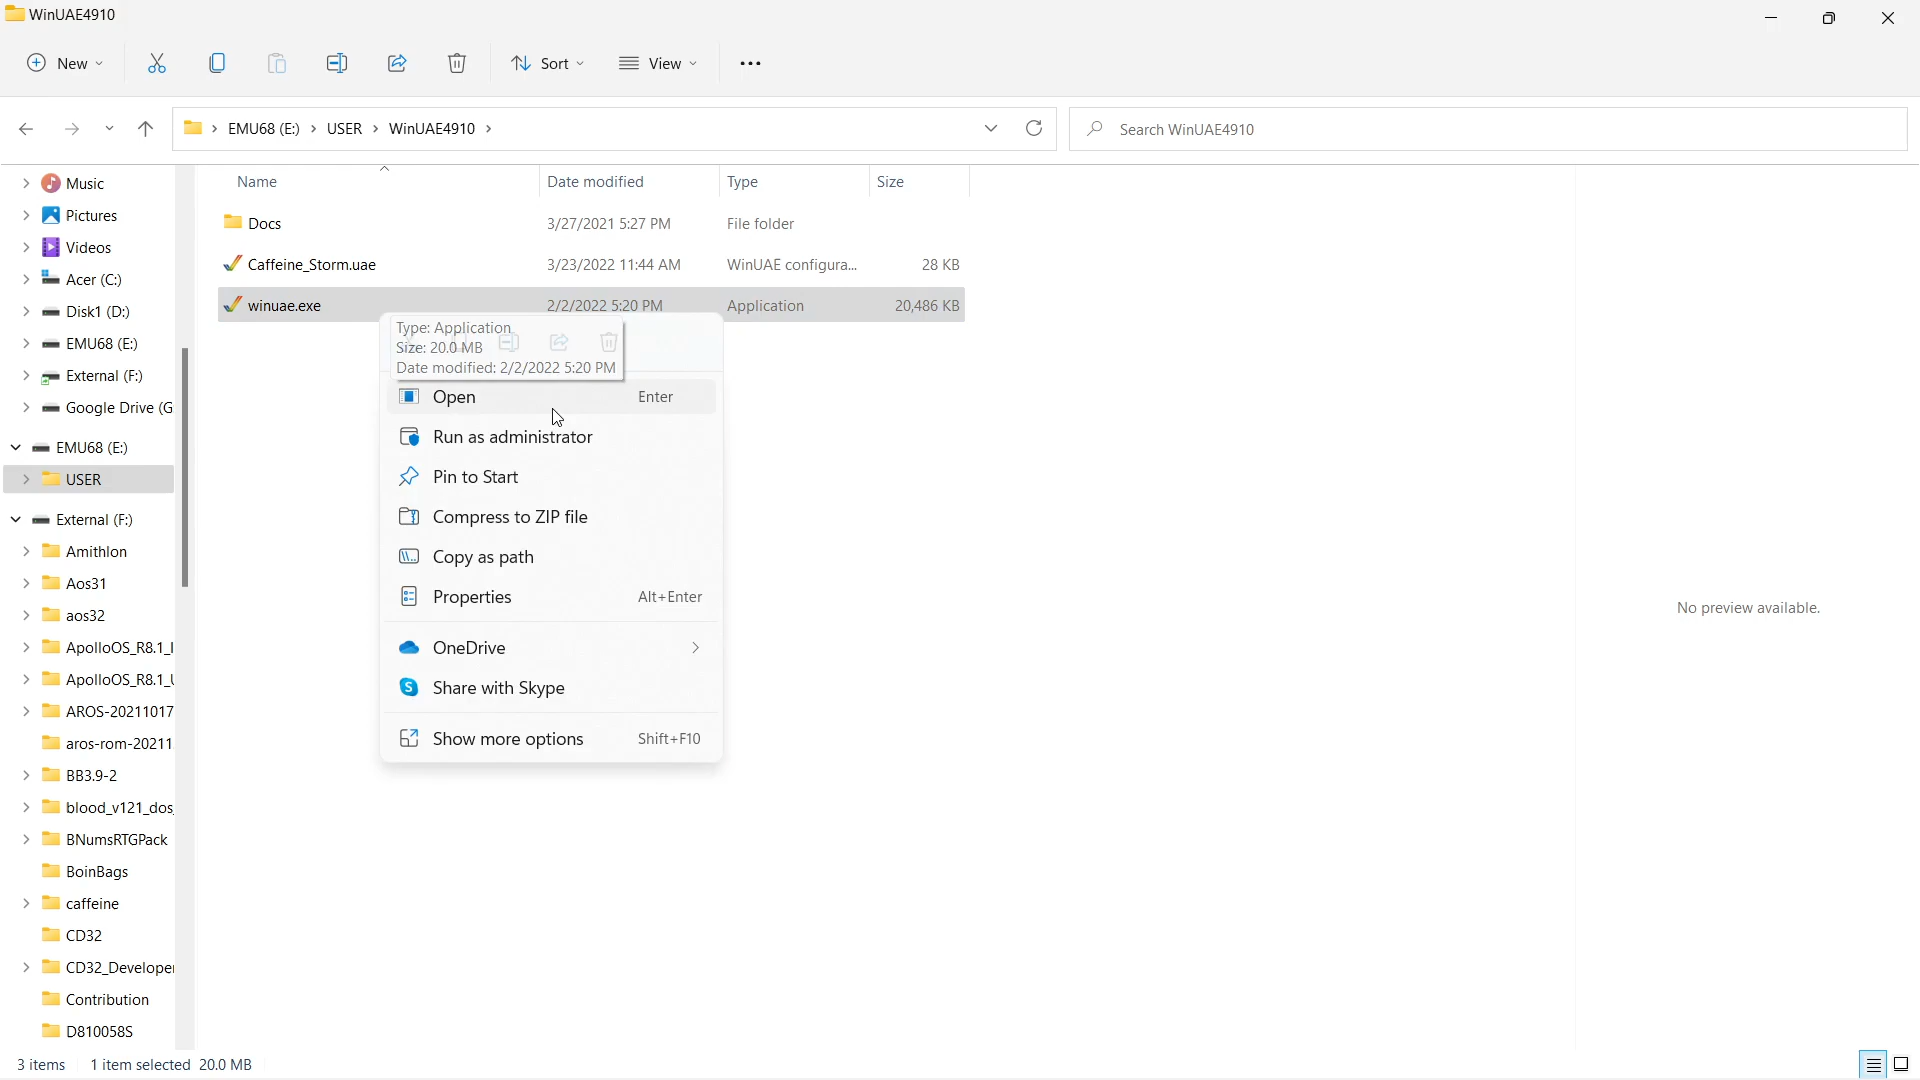 WinUAE4910
New
Sort
View
EMU68 (E:) USER WinUAE4910
Search WinUAE4910
Music
Pictures
Videos
Acer (C:)
Disk1 (D:)
EMU68 (E:)
External (F:)
Google Drive (G
EMU68 (E:)
USER
External (F:)
Amithlon
Aos31
aos32
ApolloOS_R8.1_I
ApolloOS_R8.1_U
AROS-20211017
aros-rom-20211
BB3.9-2
blood_v121_dos
BNumsRTGPack
BoinBags
caffeine
CD32
CD32_Developer
Contribution
D810058S
Name Date modified Type Size
Docs 3/27/2021 5:27 PM File folder
Caffeine_Storm.uae 3/23/2022 11:44 AM WinUAE configura... 28 KB
winuae.exe 2/2/2022 5:20 PM Application 20,486 KB
Type: Application
Size: 20.0 MB
Date modified: 2/2/2022 5:20 PM
Open Enter
Run as administrator
Pin to Start
Compress to ZIP file
Copy as path
Properties Alt+Enter
OneDrive
Share with Skype
Show more options Shift+F10
No preview available.
3 items 1 item selected 20.0 MB